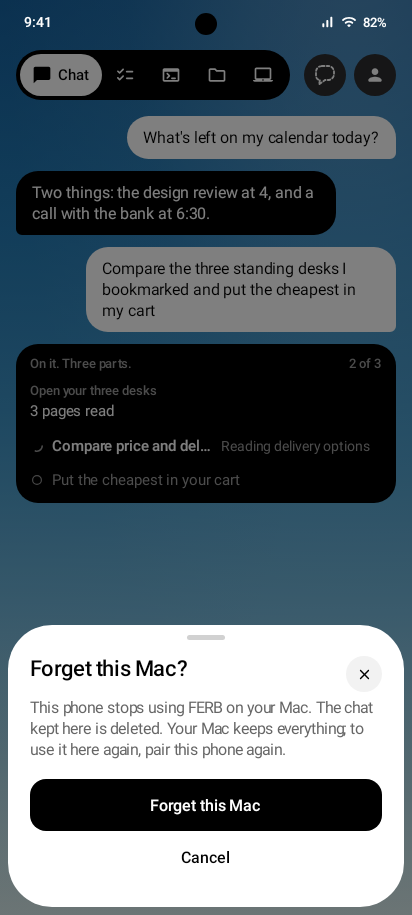 9:41
82%
Chat
What's left on my calendar today?
Two things: the design review at 4, and a
call with the bank at 6:30.
Compare the three standing desks I
bookmarked and put the cheapest in
my cart
On it. Three parts.
2 of 3
Open your three desks
3 pages read
Compare price and del…
Reading delivery options
Put the cheapest in your cart
Forget this Mac?
This phone stops using FERB on your Mac. The chat
kept here is deleted. Your Mac keeps everything; to
use it here again, pair this phone again.
Forget this Mac
Cancel